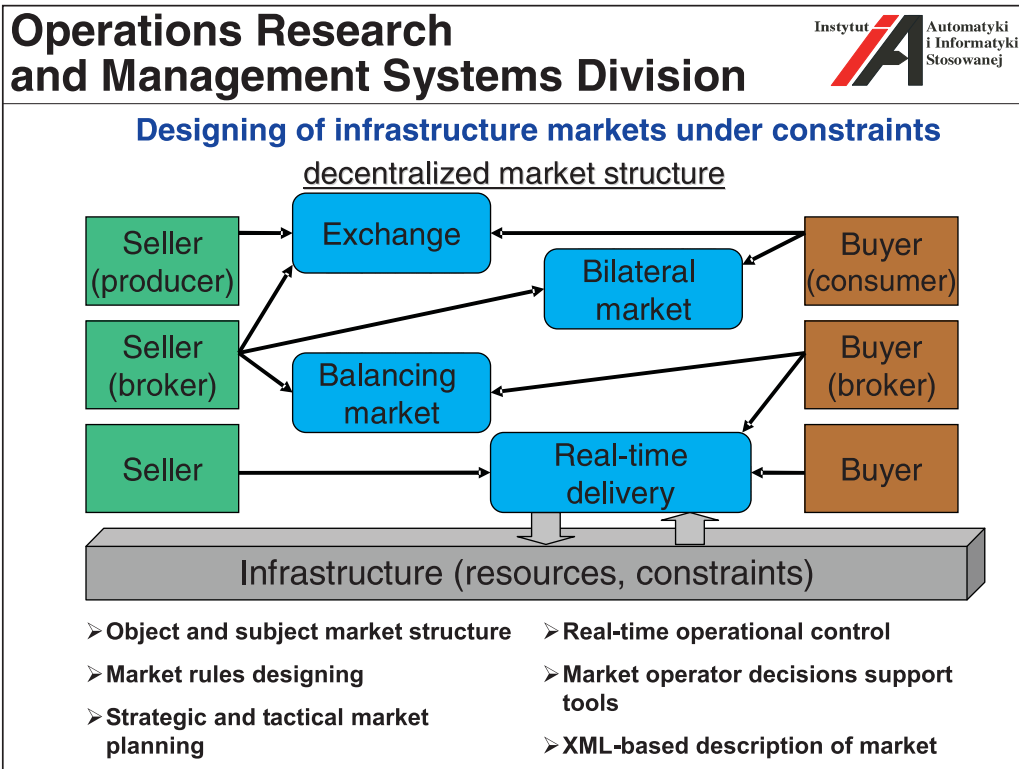 Operations Research
and Management Systems Division
Instytut
Automatyki
i Informatyki
Stosowanej
Designing of infrastructure markets under constraints
decentralized market structure
Seller
(producer)
Exchange
Bilateral
market
Buyer
(consumer)
Seller
(broker)
Balancing
market
Buyer
(broker)
Seller
Real-time
delivery
Buyer
Infrastructure (resources, constraints)
➢Object and subject market structure
➢Market rules designing
➢Strategic and tactical market
planning
➢Real-time operational control
➢Market operator decisions support
tools
➢XML-based description of market